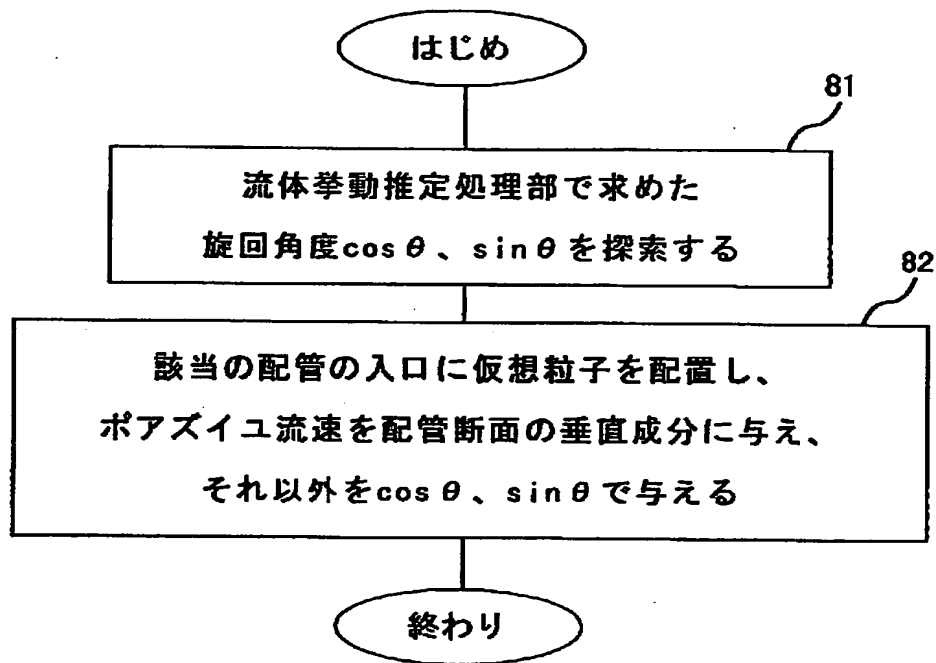 はじめ
81
流体挙動推定処理部で求めた
旋回角度cosθ、sinθを探索する
82
該当の配管の入口に仮想粒子を配置し、
ポアズイユ流速を配管断面の垂直成分に与え、
それ以外をcosθ、sinθで与える
終わり